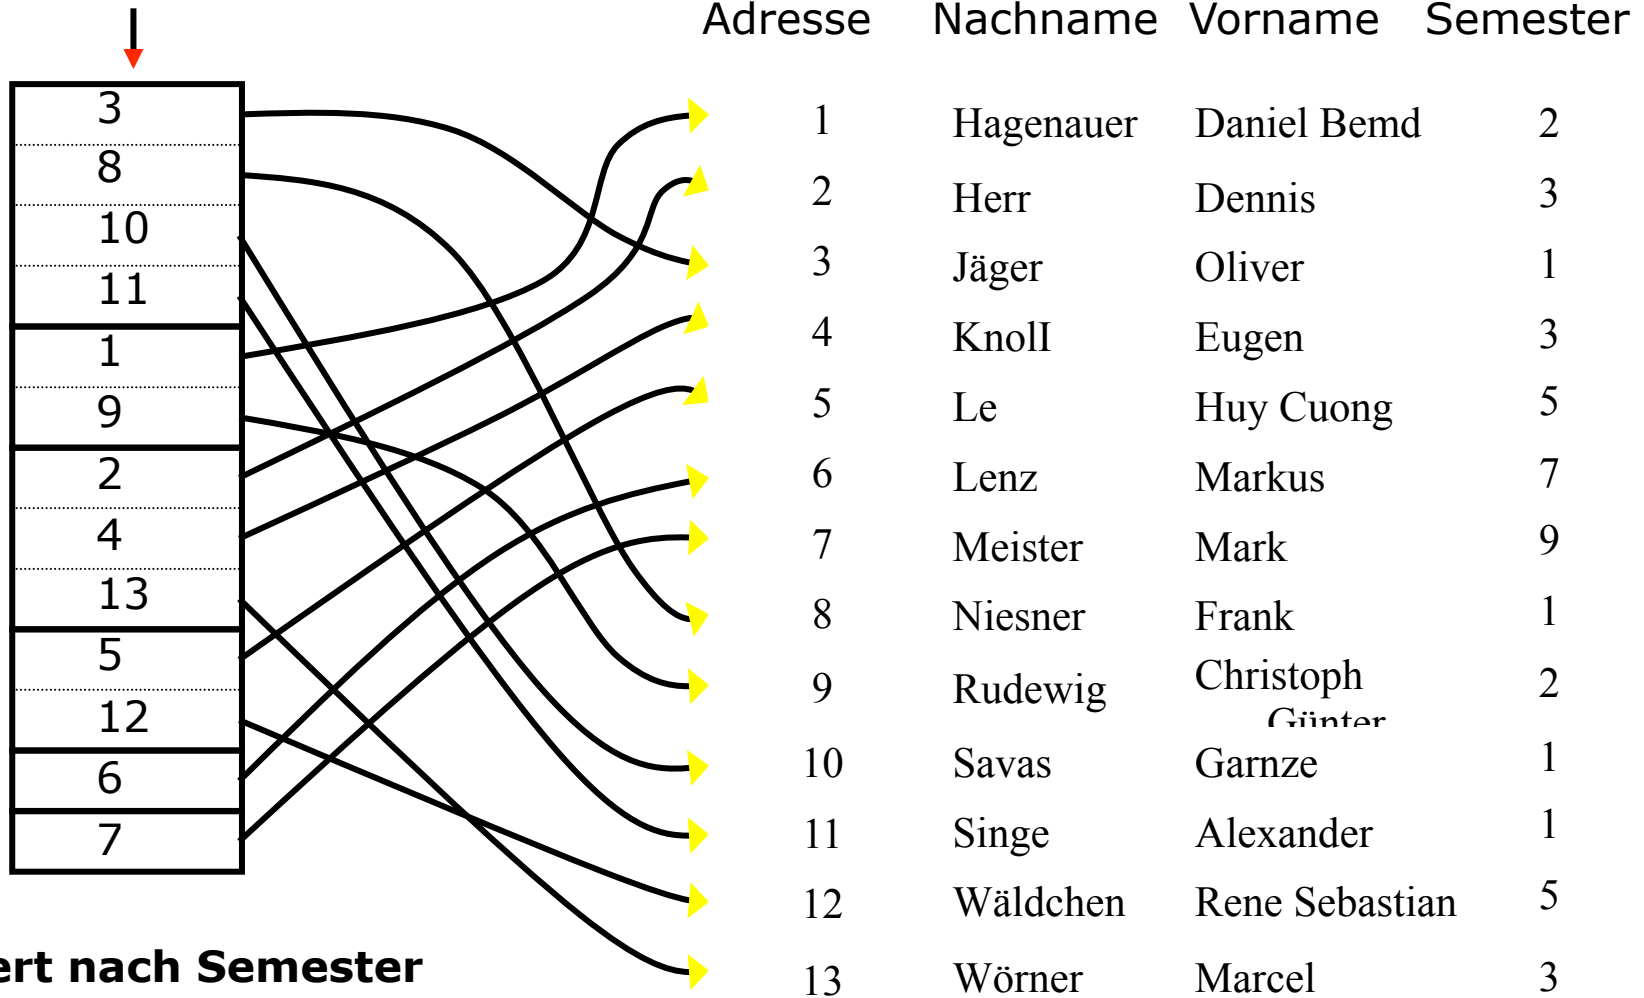 Adresse Nachname Vorname Semester
3
8
10
11
1
9
2
4
13
5
12
6
7
1 Hagenauer Daniel Bemd 2
2 Herr Dennis 3
3 Jäger Oliver 1
4 KnolI Eugen 3
5 Le Huy Cuong 5
6 Lenz Markus 7
7 Meister Mark 9
8 Niesner Frank 1
9 Rudewig Christoph 2
Günter
10 Savas Garnze 1
11 Singe Alexander 1
12 Wäldchen Rene Sebastian 5
13 Wörner Marcel 3
ert nach Semester